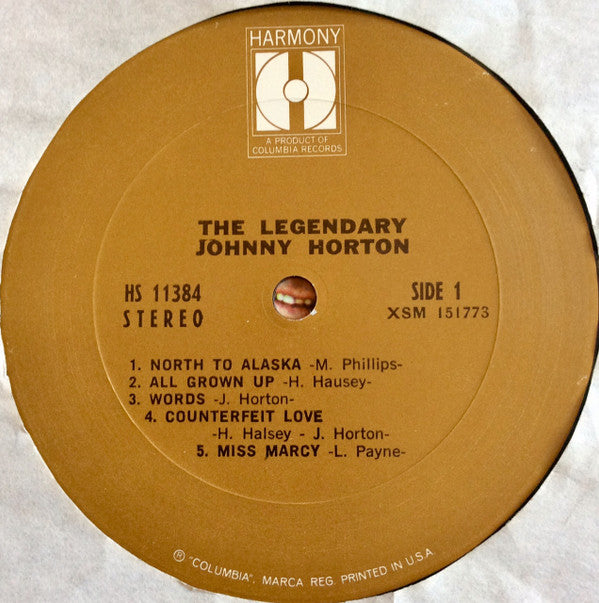 HARMONY
H
A PRODUCT OF
COLUMBIA RECORDS
THE LEGENDARY
JOHNNY HORTON
HS 11384
STEREO
SIDE 1
XSM 151773
1. NORTH TO ALASKA -M. Phillips-
2. ALL GROWN UP -H. Hausey-
3. WORDS -J. Horton-
4. COUNTERFEIT LOVE
-H. Halsey - J. Horton-
5. MISS MARCY -L. Payne-
Ⓡ "COLUMBIA". MARCA REG. PRINTED IN U.S.A.